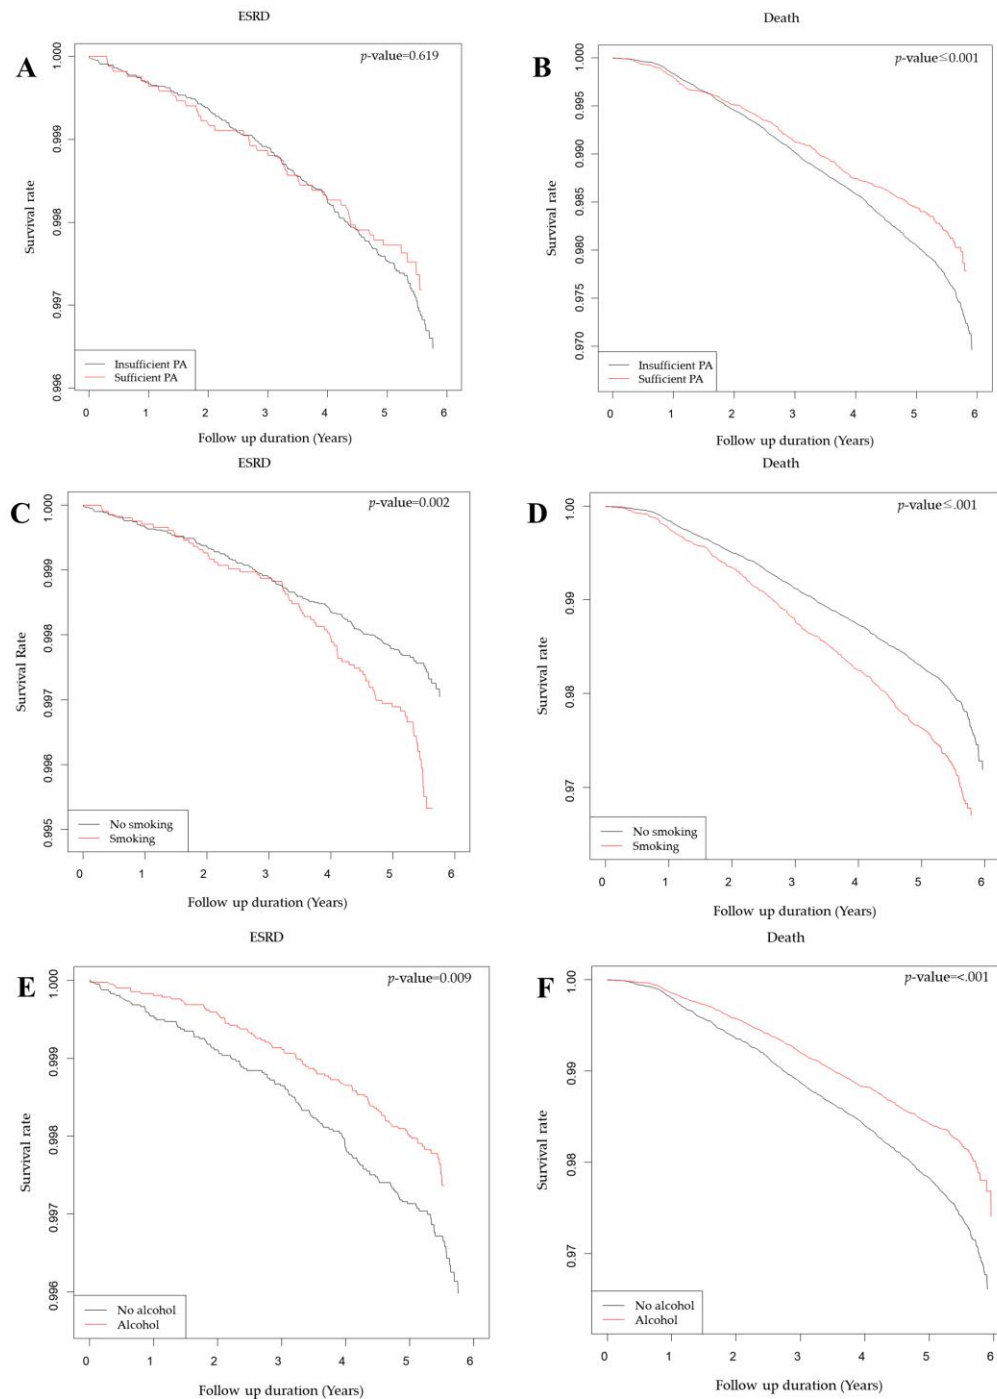 ESRD
A
p-value=0.619
Survival rate
1.000
0.999
0.998
0.997
0.996
Insufficient PA
Sufficient PA
0 1 2 3 4 5 6
Follow up duration (Years)
Death
B
p-value≤0.001
Survival rate
1.000
0.995
0.990
0.985
0.980
0.975
0.970
Insufficient PA
Sufficient PA
0 1 2 3 4 5 6
Follow up duration (Years)
ESRD
C
p-value=0.002
Survival Rate
1.000
0.999
0.998
0.997
0.996
0.995
No smoking
Smoking
0 1 2 3 4 5 6
Follow up duration (Years)
Death
D
p-value≤.001
Survival rate
1.00
0.99
0.98
0.97
No smoking
Smoking
0 1 2 3 4 5 6
Follow up duration (Years)
ESRD
E
p-value=0.009
Survival rate
1.000
0.999
0.998
0.997
0.996
No alcohol
Alcohol
0 1 2 3 4 5 6
Follow up duration (Years)
Death
F
p-value=<.001
Survival rate
1.00
0.99
0.98
0.97
No alcohol
Alcohol
0 1 2 3 4 5 6
Follow up duration (Years)